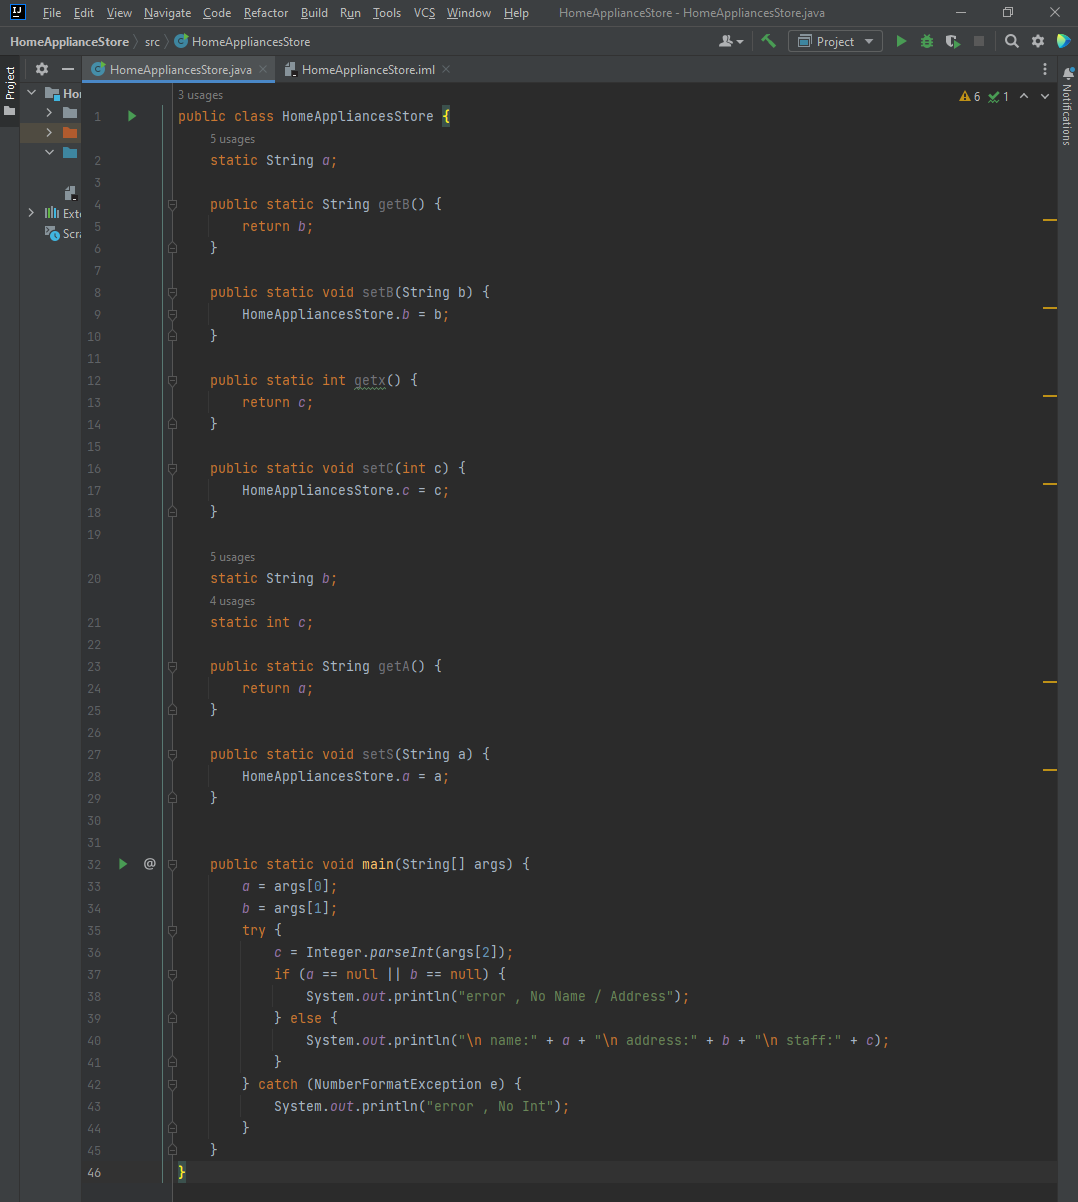 File Edit View Navigate Code Refactor Build Run Tools VCS Window Help HomeApplianceStore - HomeAppliancesStore.java
HomeApplianceStore src HomeAppliancesStore Project
Project
HomeAppliancesStore.java HomeApplianceStore.iml
Notifications
Hor
Exte
Scra
3 usages 6 1
1 public class HomeAppliancesStore {
5 usages
2 static String a;
3
4 public static String getB() {
5 return b;
6 }
7
8 public static void setB(String b) {
9 HomeAppliancesStore.b = b;
10 }
11
12 public static int getx() {
13 return c;
14 }
15
16 public static void setC(int c) {
17 HomeAppliancesStore.c = c;
18 }
19
5 usages
20 static String b;
4 usages
21 static int c;
22
23 public static String getA() {
24 return a;
25 }
26
27 public static void setS(String a) {
28 HomeAppliancesStore.a = a;
29 }
30
31
32 @ public static void main(String[] args) {
33 a = args[0];
34 b = args[1];
35 try {
36 c = Integer.parseInt(args[2]);
37 if (a == null || b == null) {
38 System.out.println("error , No Name / Address");
39 } else {
40 System.out.println("\n name:" + a + "\n address:" + b + "\n staff:" + c);
41 }
42 } catch (NumberFormatException e) {
43 System.out.println("error , No Int");
44 }
45 }
46 }